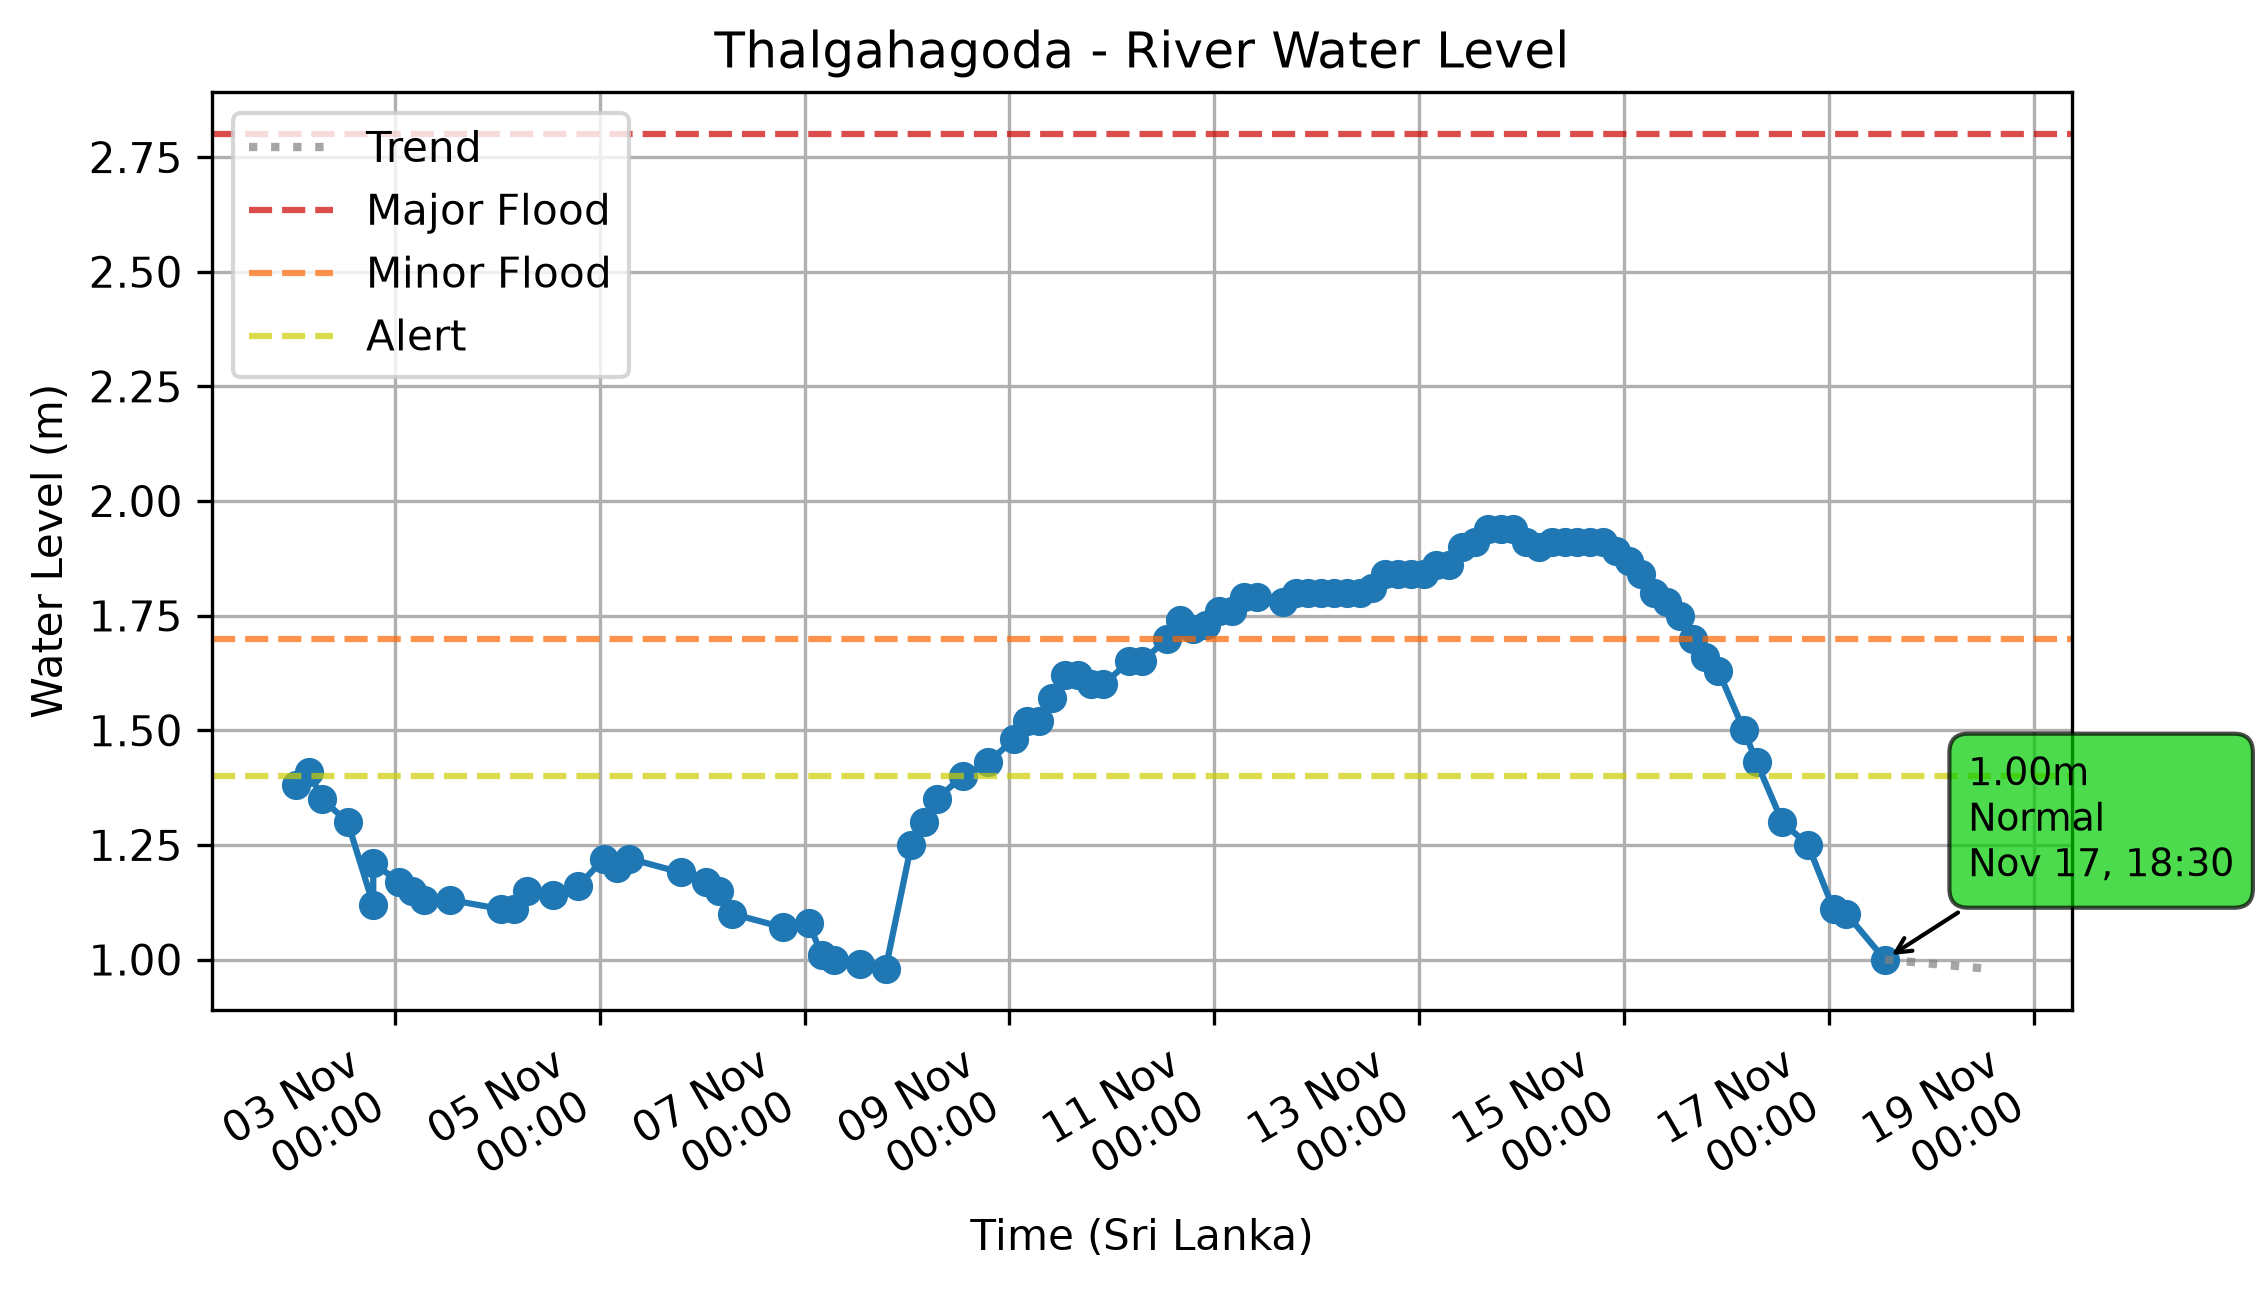 Thalgahagoda - River Water Level
Trend
Major Flood
Minor Flood
Alert
Water Level (m)
2.75
2.50
2.25
2.00
1.75
1.50
1.25
1.00
1.00m
Normal
Nov 17, 18:30
03 Nov
00:00
05 Nov
00:00
07 Nov
00:00
09 Nov
00:00
11 Nov
00:00
13 Nov
00:00
15 Nov
00:00
17 Nov
00:00
19 Nov
00:00
Time (Sri Lanka)